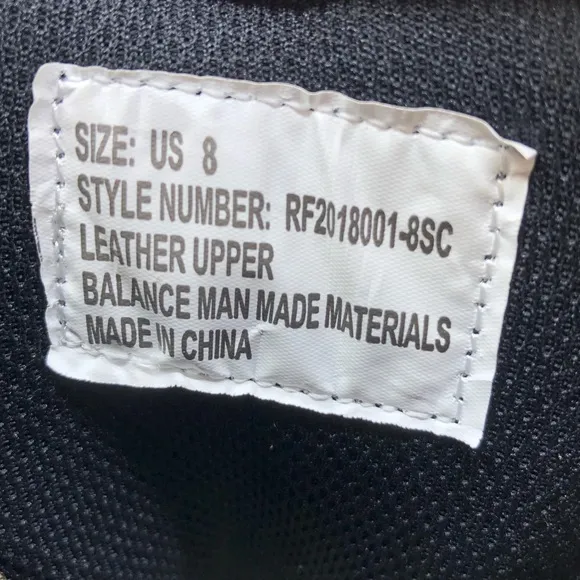 SIZE: US 8
STYLE NUMBER: RF2018001-8SC
LEATHER UPPER
BALANCE MAN MADE MATERIALS
MADE IN CHINA